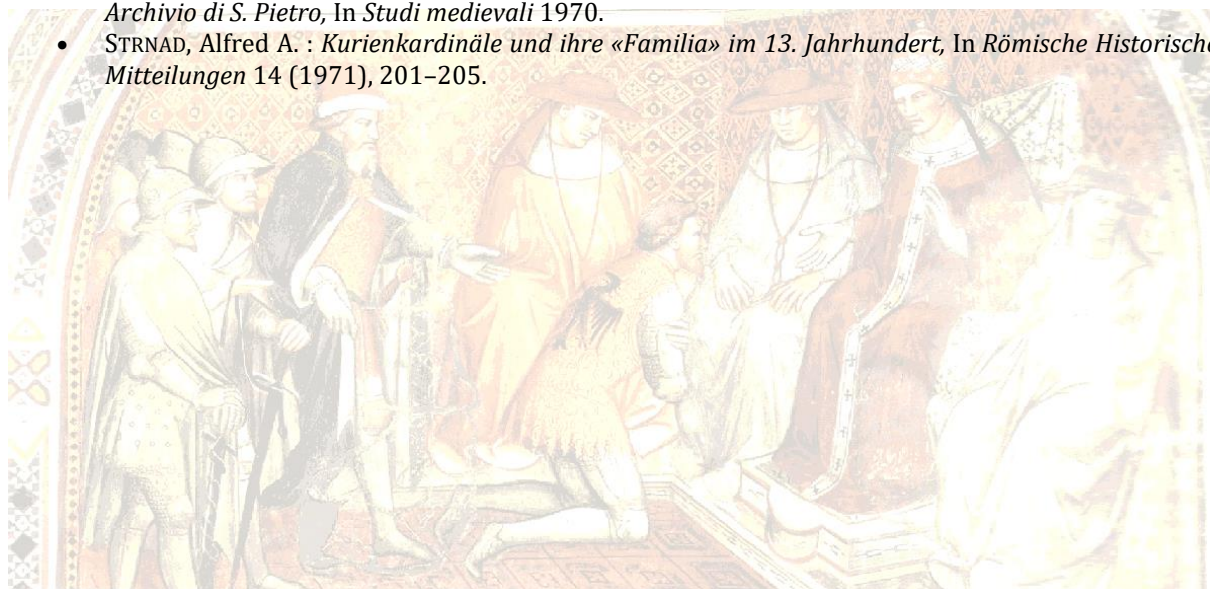 Archivio di S. Pietro, In Studi medievali 1970.
• STRNAD, Alfred A. : Kurienkardinäle und ihre «Familia» im 13. Jahrhundert, In Römische Historische
Mitteilungen 14 (1971), 201–205.